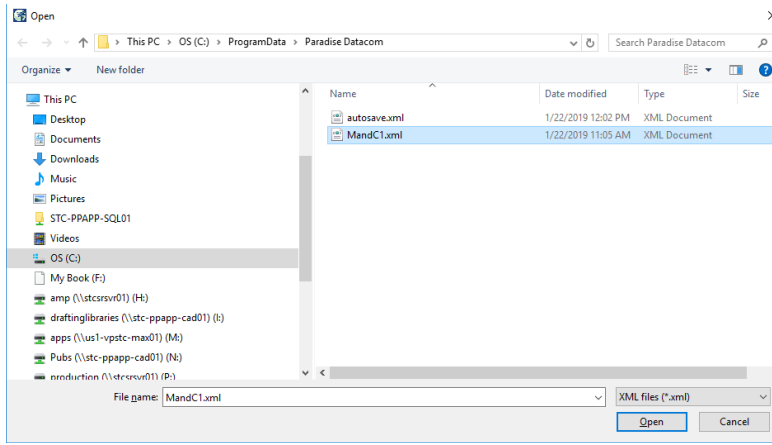 Open
This PC > OS (C:) > ProgramData > Paradise Datacom
Search Paradise Datacom
Organize
New folder
?
Name
Date modified
Type
Size
autosave.xml
1/22/2019 12:02 PM
XML Document
MandC1.xml
1/22/2019 11:05 AM
XML Document
This PC
Desktop
Documents
Downloads
Music
Pictures
STC-PPAPP-SQL01
Videos
OS (C:)
My Book (F:)
amp (\\stcsrsvr01) (H:)
draftinglibraries (\\stc-ppapp-cad01) (I:)
apps (\\us1-vpstc-max01) (M:)
Pubs (\\stc-ppapp-cad01) (N:)
production (\\stcsrsvr01) (P:)
File name:
MandC1.xml
XML files (*.xml)
Open
Cancel